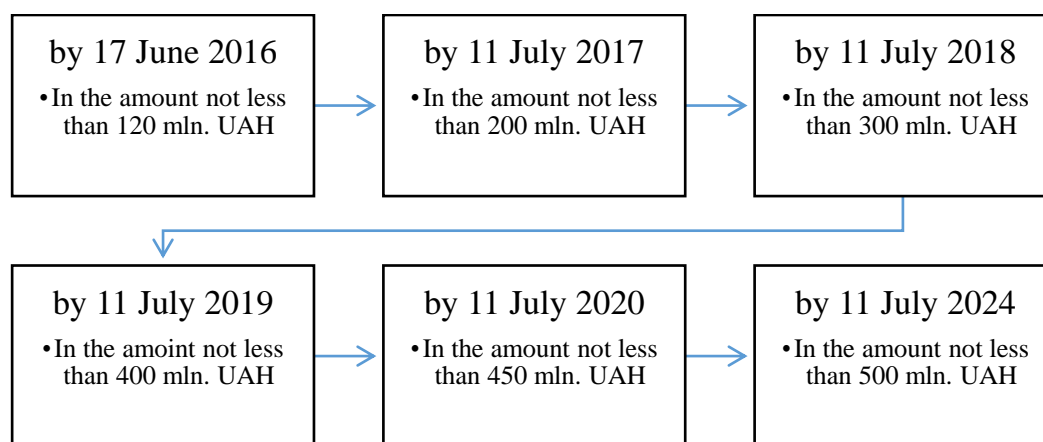 by 17 June 2016
•In the amount not less
than 120 mln. UAH
by 11 July 2017
•In the amount not less
than 200 mln. UAH
by 11 July 2018
•In the amount not less
than 300 mln. UAH
by 11 July 2019
•In the amoint not less
than 400 mln. UAH
by 11 July 2020
•In the amount not less
than 450 mln. UAH
by 11 July 2024
•In the amount not less
than 500 mln. UAH